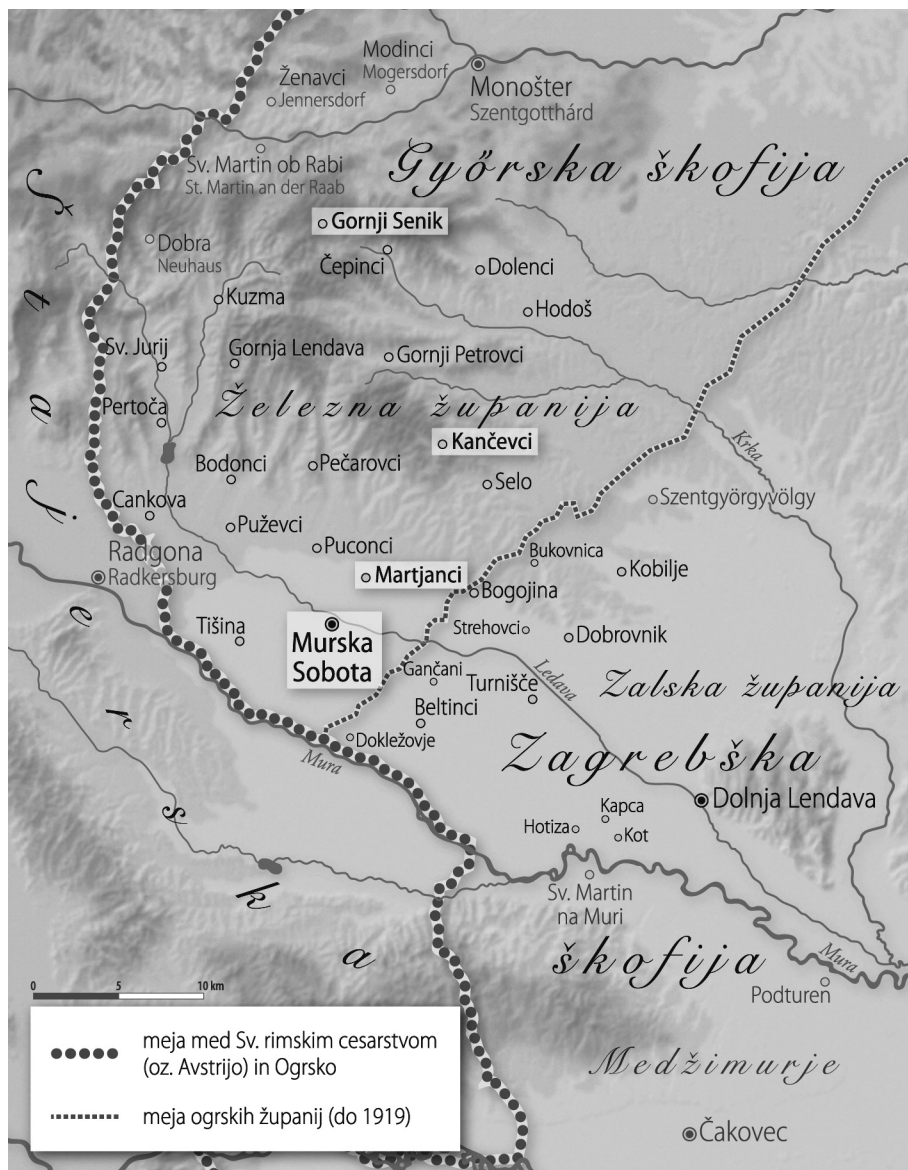 Modinci
Mogersdorf
Ženavci
Jennersdorf
Monošter
Szentgotthárd
Sv. Martin ob Rabi
St. Martin an der Raab
Győrska škofija
Štajerska
Gornji Senik
Dobra
Neuhaus
Čepinci
Dolenci
Kuzma
Hodoš
Sv. Jurij
Gornja Lendava
Gornji Petrovci
Pertoča
Železna županija
Kančevci
Krka
Bodonci
Pečarovci
Selo
Szentgyörgyvölgy
Cankova
Puževci
Puconci
Bukovnica
Radgona
Radkersburg
Martjanci
Kobilje
Bogojina
Tišina
Murska
Sobota
Strehovci
Dobrovnik
Gančani
Turnišče
Ledava
Zalska županija
Beltinci
Dokležovje
Mura
Zagrebška
Dolnja Lendava
Kapca
Hotiza
Kot
Sv. Martin
na Muri
škofija
Mura
Podturen
0 5 10 km
meja med Sv. rimskim cesarstvom
(oz. Avstrijo) in Ogrsko
Medžimurje
meja ogrskih županij (do 1919)
Čakovec